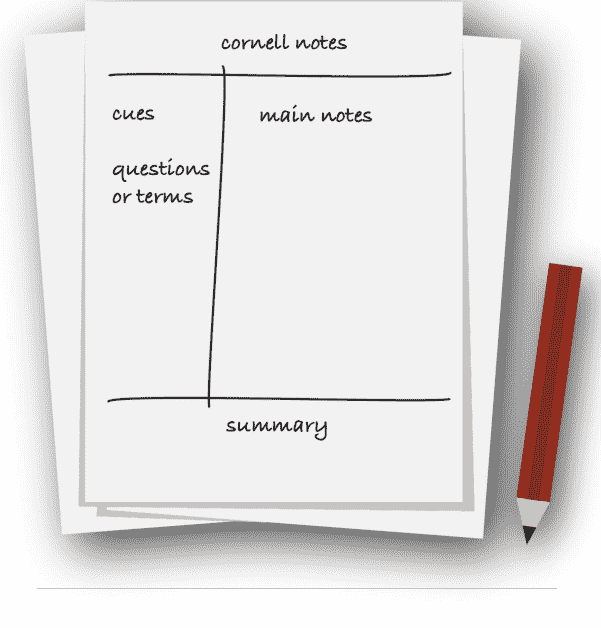 cornell notes
cues
main notes
questions
or terms
summary